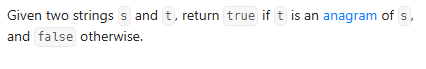 Given two strings s and t, return true if t is an anagram of s,
and false otherwise.